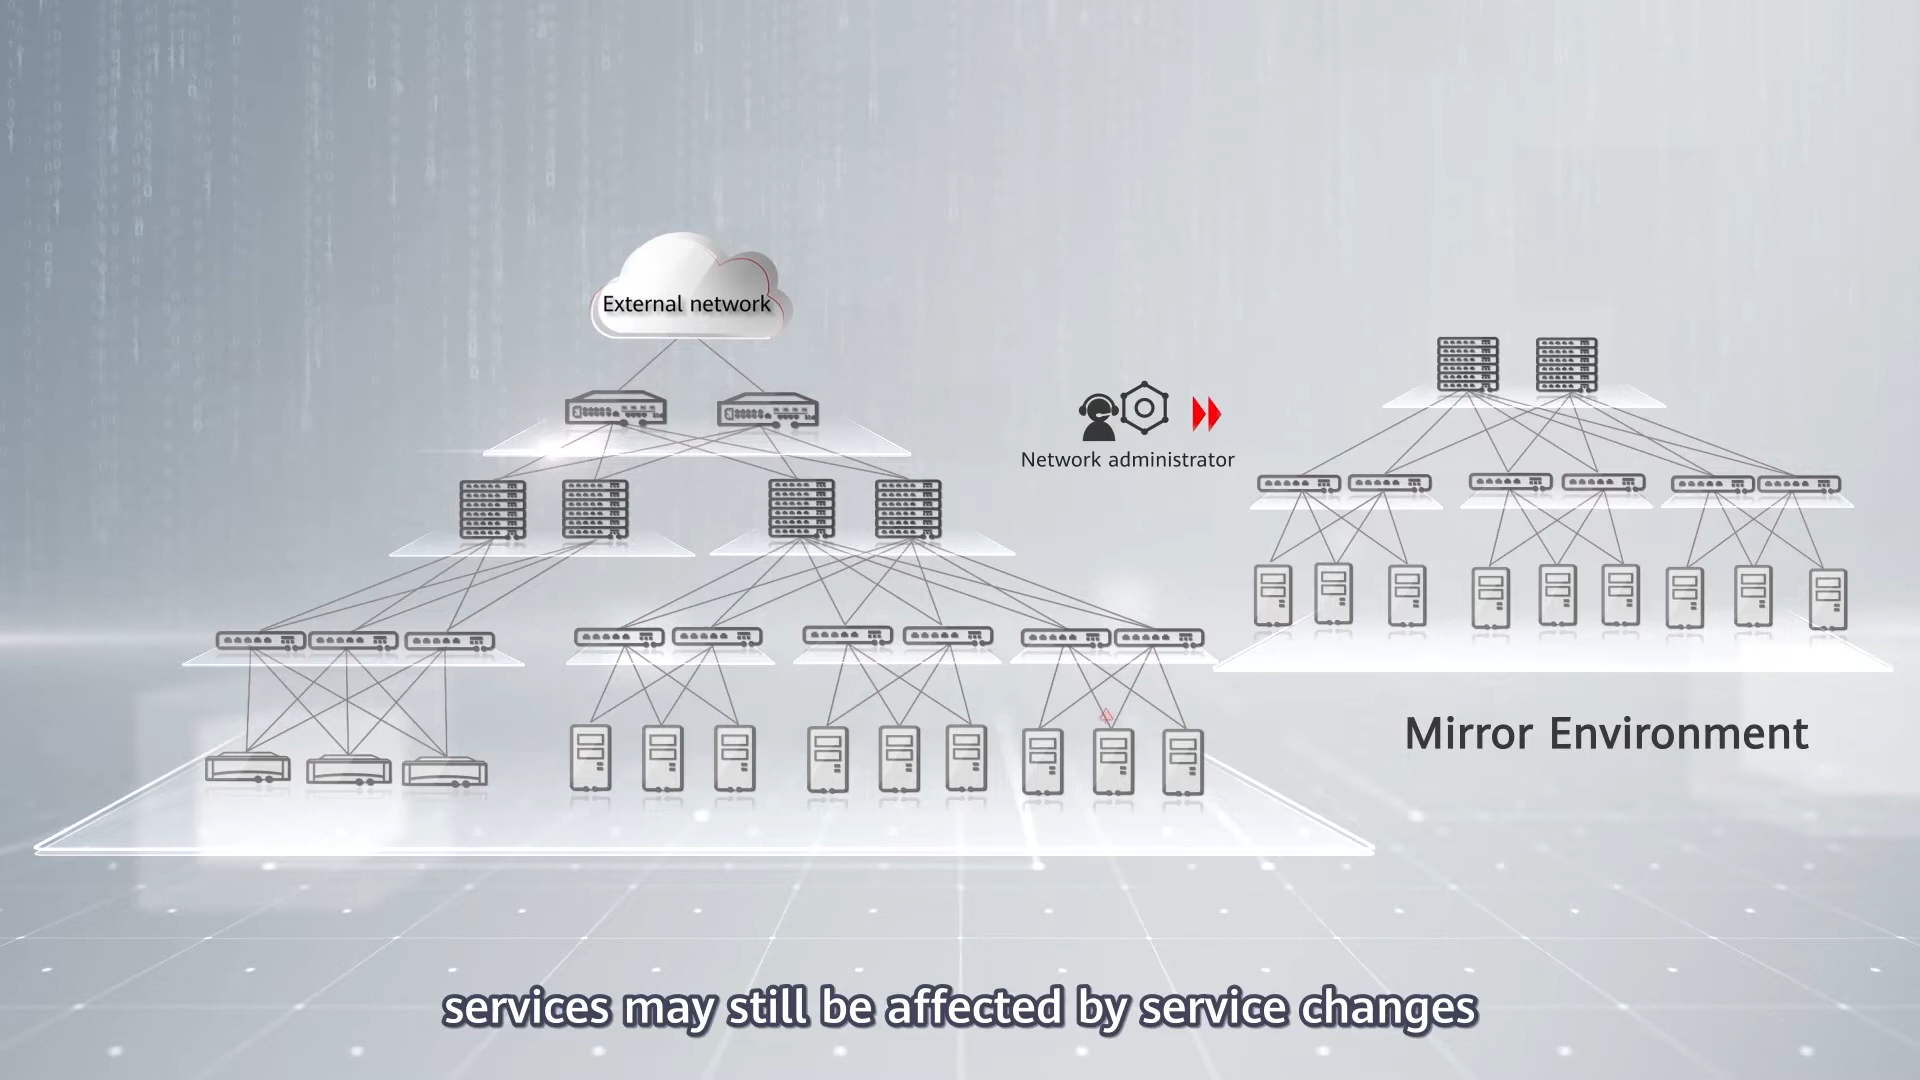 External network
Network administrator
Mirror Environment
services may still be affected by service changes